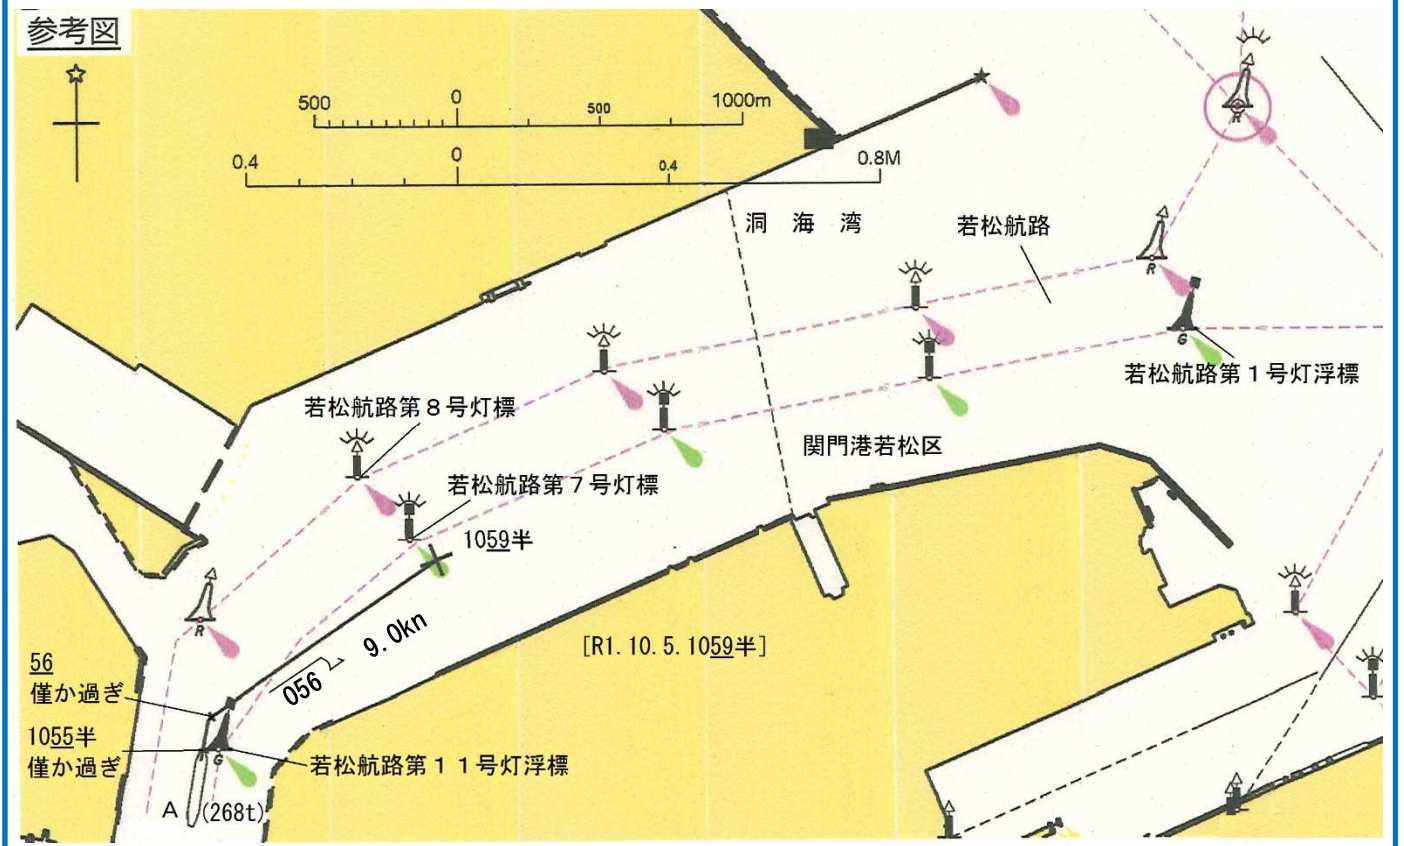 参考図
500 0 500 1000m
0.4 0 0.4 0.8M
洞海湾
若松航路
R
R
G
若松航路第1号灯浮標
若松航路第8号灯標
関門港若松区
若松航路第7号灯標
1059半
R
9.0kn
056
[R1.10.5.1059半]
56
僅か過ぎ
1055半
僅か過ぎ
G
若松航路第11号灯浮標
A (268t)